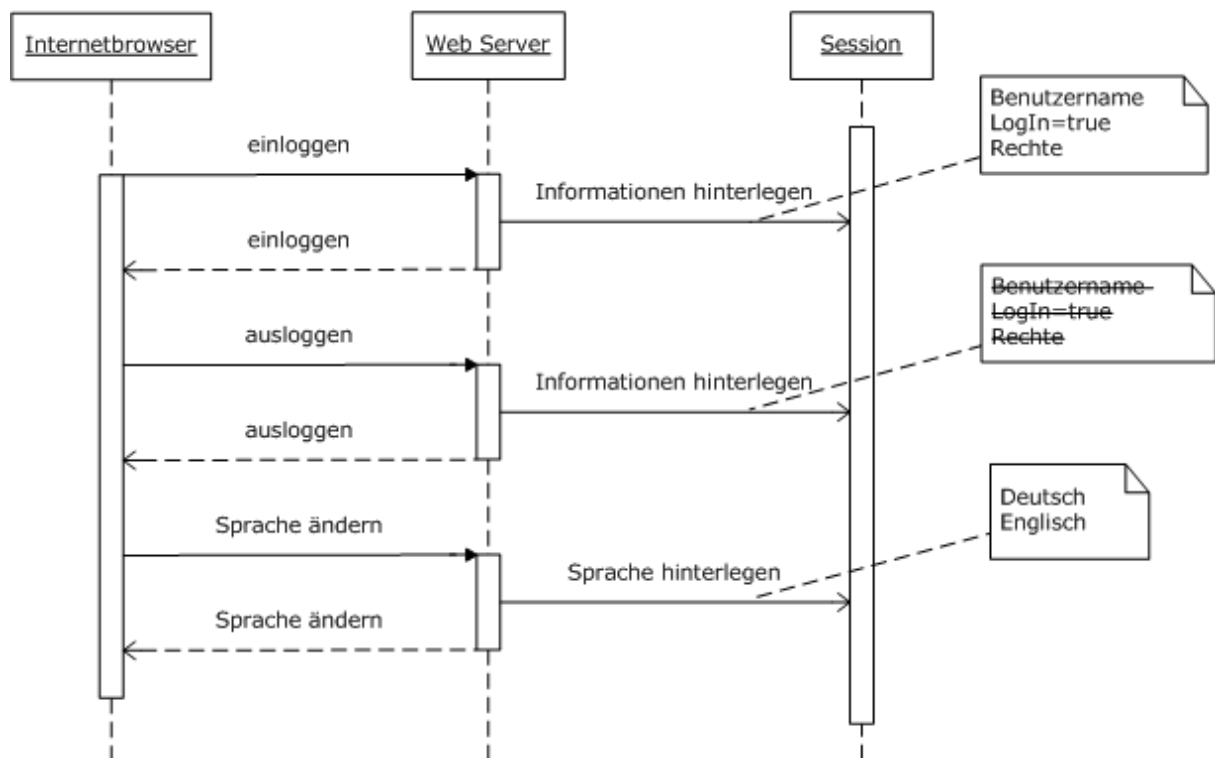 Internetbrowser
Web Server
Session
Benutzername
LogIn=true
Rechte
einloggen
Informationen hinterlegen
einloggen
Benutzername
LogIn=true
Rechte
ausloggen
Informationen hinterlegen
ausloggen
Deutsch
Englisch
Sprache ändern
Sprache hinterlegen
Sprache ändern